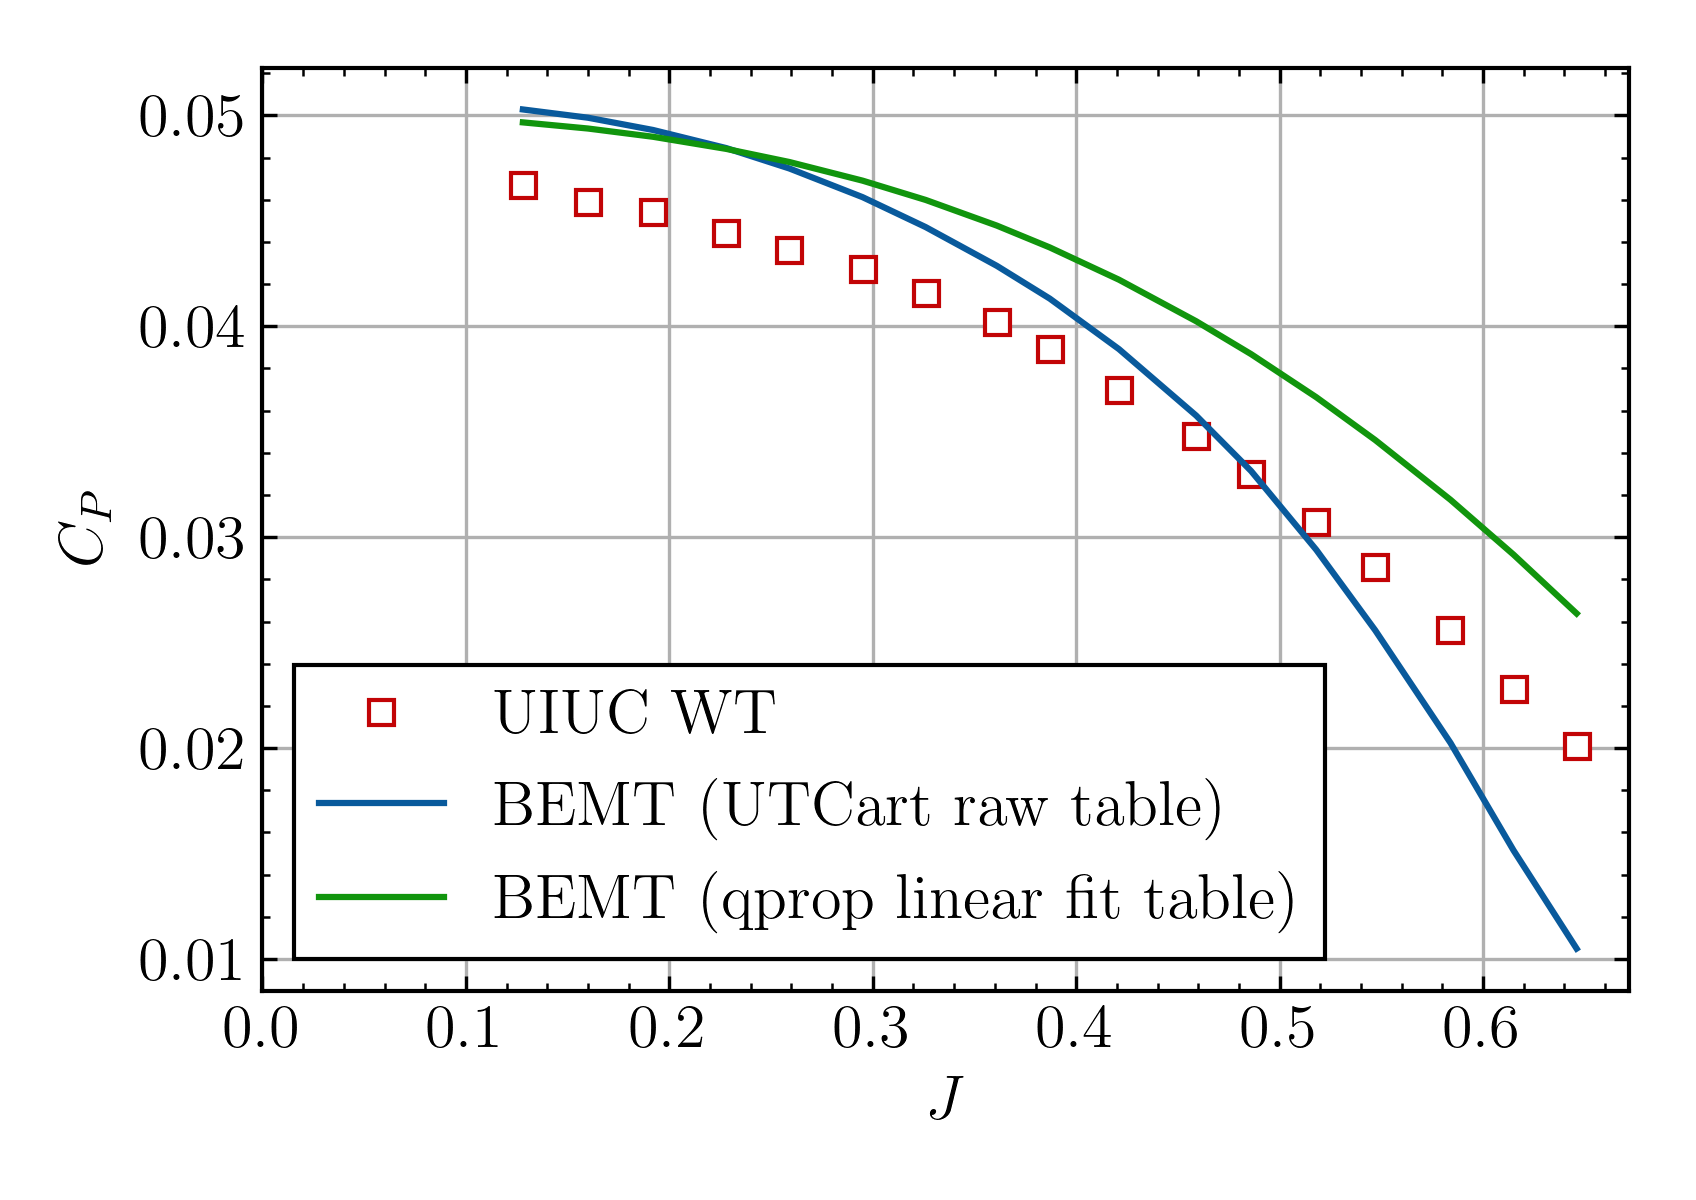 0.05
0.04
0.03
0.02
0.01
C_P
UIUC WT
BEMT (UTCart raw table)
BEMT (qprop linear fit table)
0.0 0.1 0.2 0.3 0.4 0.5 0.6
J